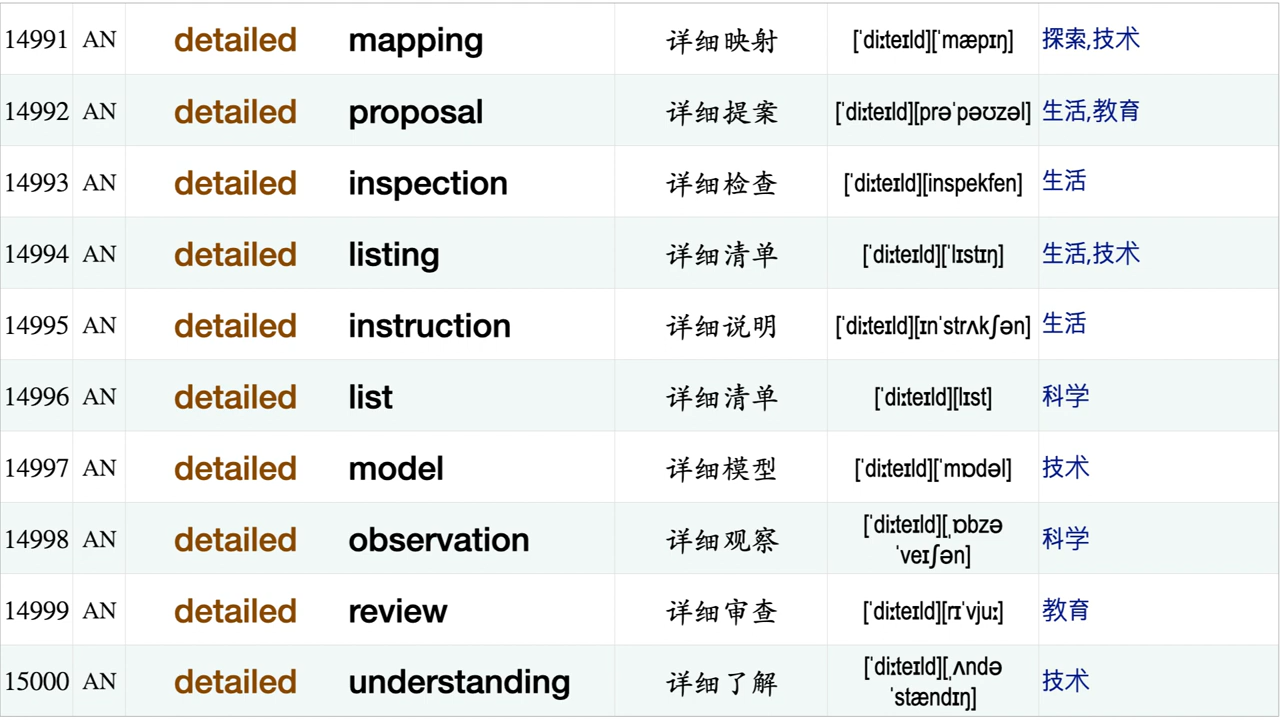 14991 AN detailed mapping 详细映射 [ˈdiːteɪld][ˈmæpɪŋ] 探索,技术
14992 AN detailed proposal 详细提案 [ˈdiːteɪld][prəˈpəʊzəl] 生活,教育
14993 AN detailed inspection 详细检查 [ˈdiːteɪld][inspekfen] 生活
14994 AN detailed listing 详细清单 [ˈdiːteɪld][ˈlɪstɪŋ] 生活,技术
14995 AN detailed instruction 详细说明 [ˈdiːteɪld][ɪnˈstrʌkʃən] 生活
14996 AN detailed list 详细清单 [ˈdiːteɪld][lɪst] 科学
14997 AN detailed model 详细模型 [ˈdiːteɪld][ˈmɒdəl] 技术
14998 AN detailed observation 详细观察 [ˈdiːteɪld][ˌɒbzə
ˈveɪʃən] 科学
14999 AN detailed review 详细审查 [ˈdiːteɪld][rɪˈvjuː] 教育
15000 AN detailed understanding 详细了解 [ˈdiːteɪld][ˌʌndə
ˈstændɪŋ] 技术